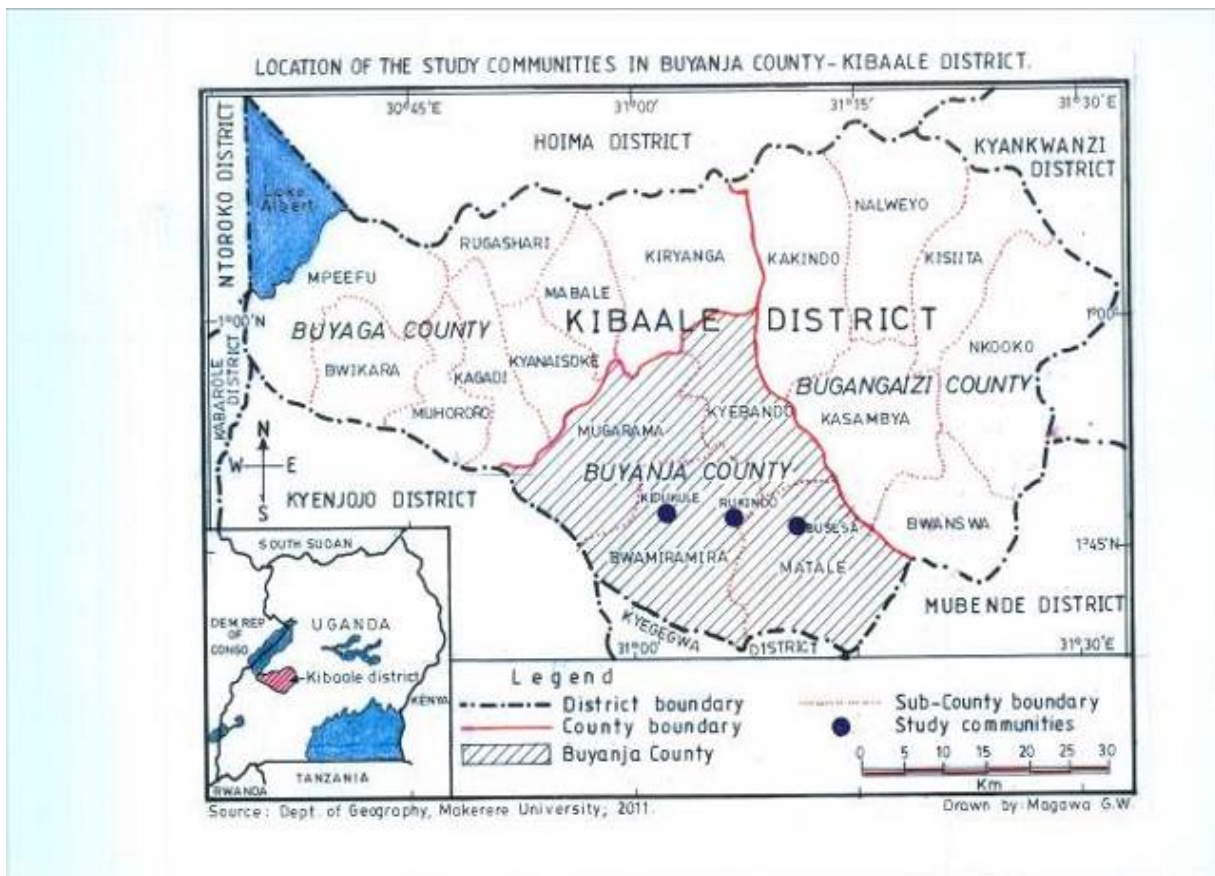 LOCATION OF THE STUDY COMMUNITIES IN BUYANJA COUNTY-KIBAALE DISTRICT.
30°45'E
31°00'
31°15'
31°30'E
HOIMA DISTRICT
KYANKWANZI
DISTRICT
NTOROKO DISTRICT
Lake
Albert
NALWEYO
RUGASHARI
KIRYANGA
KAKINDO
KISIITA
MPEEFU
MABALE
KIBAALE DISTRICT
1°00'N
1°00'
BUYAGA COUNTY
NKOOKO
KYANAISOKE
BWIKARA
KAGADI
BUGANGAIZI COUNTY
KABAROLE
DISTRICT
MUHORORO
KYEBANDO
KASAMBYA
MUGARAMA
N
W
E
S
BUYANJA COUNTY
KYENJOJO DISTRICT
KIDUKULE
RUKINDO
BUSESA
BWANSWA
1°45'N
BWAMIRAMIRA
MATALE
MUBENDE DISTRICT
KYEGEGWA
DISTRICT
31°00'
31°30'E
SOUTH SUDAN
DEM.REP
OF
CONGO
UGANDA
Kibaale district
KENYA
TANZANIA
RWANDA
Legend
District boundary
County boundary
Buyanja County
Sub-County boundary
Study communities
0 5 10 15 20 25 30
Km
Source: Dept. of Geography, Makerere University; 2011.
Drawn by: Magawa G.W.